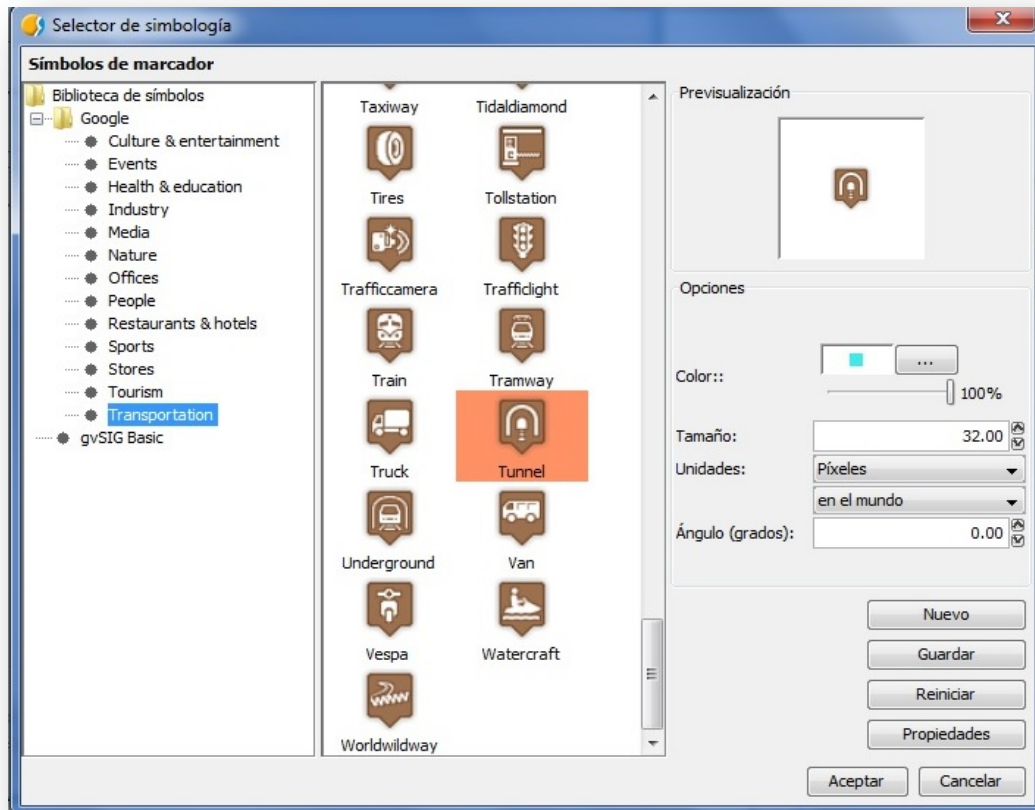 Selector de simbología
Símbolos de marcador
Biblioteca de símbolos
Google
Culture & entertainment
Events
Health & education
Industry
Media
Nature
Offices
People
Restaurants & hotels
Sports
Stores
Tourism
Transportation
gvSIG Basic
Taxiway Tidaldiamond
Tires Tollstation
Trafficcamera Trafficlight
Train Tramway
Truck Tunnel
Underground Van
Vespa Watercraft
Worldwildway
Previsualización
Opciones
Color:: ...
100%
Tamaño: 32.00
Unidades: Píxeles
en el mundo
Ángulo (grados): 0.00
Nuevo
Guardar
Reiniciar
Propiedades
Aceptar Cancelar